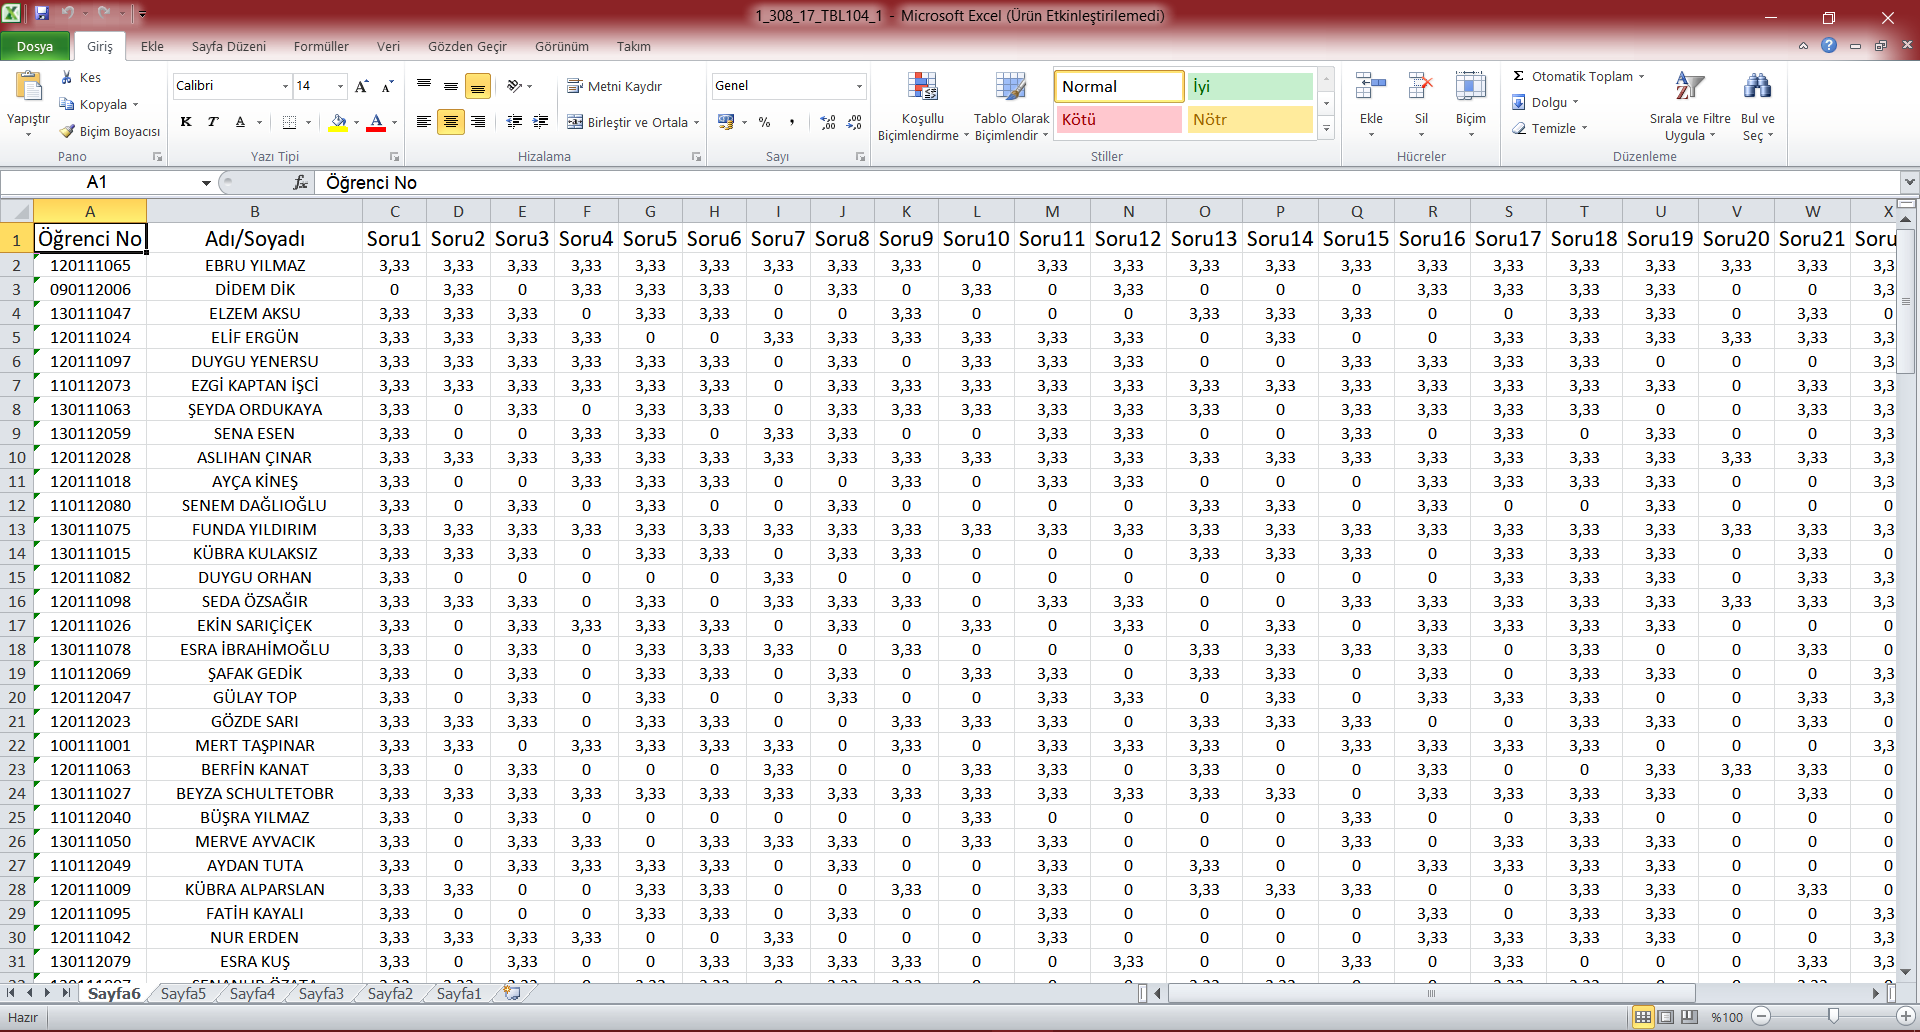 1_308_17_TBL104_1 - Microsoft Excel (Ürün Etkinleştirilemedi)
Dosya Giriş Ekle Sayfa Düzeni Formüller Veri Gözden Geçir Görünüm Takım
Yapıştır Kes Kopyala Biçim Boyacısı Pano
Calibri 14 K T A Yazı Tipi
Metni Kaydır Birleştir ve Ortala Hizalama
Genel % Sayı
Koşullu Biçimlendirme Tablo Olarak Biçimlendir Normal İyi Kötü Nötr Stiller
Ekle Sil Biçim Hücreler
Σ Otomatik Toplam Dolgu Temizle Sırala ve Filtre Uygula Bul ve Seç Düzenleme
A1 fx Öğrenci No
A B C D E F G H I J K L M N O P Q R S T U V W X
1 Öğrenci No Adı/Soyadı Soru1 Soru2 Soru3 Soru4 Soru5 Soru6 Soru7 Soru8 Soru9 Soru10 Soru11 Soru12 Soru13 Soru14 Soru15 Soru16 Soru17 Soru18 Soru19 Soru20 Soru21 Soru
2 120111065 EBRU YILMAZ 3,33 3,33 3,33 3,33 3,33 3,33 3,33 3,33 3,33 0 3,33 3,33 3,33 3,33 3,33 3,33 3,33 3,33 3,33 3,33 3,33 3,3
3 090112006 DİDEM DİK 0 3,33 0 3,33 3,33 3,33 0 3,33 0 3,33 0 3,33 0 0 0 3,33 3,33 3,33 3,33 0 0 3,3
4 130111047 ELZEM AKSU 3,33 3,33 3,33 0 3,33 3,33 0 0 3,33 0 0 0 3,33 3,33 3,33 0 0 3,33 3,33 0 3,33 0
5 120111024 ELİF ERGÜN 3,33 3,33 3,33 3,33 0 0 3,33 3,33 3,33 3,33 3,33 3,33 0 3,33 0 0 3,33 3,33 3,33 3,33 3,33 3,3
6 120111097 DUYGU YENERSU 3,33 3,33 3,33 3,33 3,33 3,33 0 3,33 0 3,33 3,33 3,33 0 0 3,33 3,33 3,33 3,33 0 0 0 3,3
7 110112073 EZGİ KAPTAN İŞCİ 3,33 3,33 3,33 3,33 3,33 3,33 0 3,33 3,33 3,33 3,33 3,33 3,33 3,33 3,33 3,33 3,33 3,33 3,33 0 3,33 3,3
8 130111063 ŞEYDA ORDUKAYA 3,33 0 3,33 0 3,33 3,33 0 3,33 3,33 3,33 3,33 3,33 3,33 0 3,33 3,33 3,33 3,33 0 0 3,33 3,3
9 130112059 SENA ESEN 3,33 0 0 3,33 3,33 0 3,33 3,33 0 0 3,33 3,33 0 0 3,33 0 3,33 0 3,33 0 0 3,3
10 120112028 ASLIHAN ÇINAR 3,33 3,33 3,33 3,33 3,33 3,33 3,33 3,33 3,33 3,33 3,33 3,33 3,33 3,33 3,33 3,33 3,33 3,33 3,33 3,33 3,33 3,3
11 120111018 AYÇA KİNEŞ 3,33 0 0 3,33 3,33 3,33 0 0 3,33 0 3,33 3,33 0 0 0 3,33 3,33 3,33 3,33 0 0 3,3
12 110112080 SENEM DAĞLIOĞLU 3,33 0 3,33 0 3,33 0 0 3,33 0 0 0 0 3,33 3,33 0 3,33 0 0 3,33 0 0 0
13 130111075 FUNDA YILDIRIM 3,33 3,33 3,33 3,33 3,33 3,33 3,33 3,33 3,33 3,33 3,33 3,33 3,33 0 3,33 3,33 3,33 3,33 3,33 3,33 3,33 3,3
14 130111015 KÜBRA KULAKSIZ 3,33 3,33 3,33 0 3,33 3,33 0 3,33 3,33 0 0 0 3,33 3,33 3,33 0 3,33 3,33 3,33 0 3,33 0
15 120111082 DUYGU ORHAN 3,33 0 0 0 0 0 3,33 0 0 0 0 0 0 0 0 0 3,33 3,33 3,33 0 3,33 3,3
16 120111098 SEDA ÖZSAĞIR 3,33 3,33 3,33 0 3,33 0 3,33 3,33 3,33 0 3,33 3,33 0 0 3,33 3,33 3,33 3,33 3,33 3,33 3,33 3,3
17 120111026 EKİN SARIÇİÇEK 3,33 0 3,33 3,33 3,33 3,33 0 3,33 0 3,33 0 3,33 0 3,33 0 3,33 3,33 3,33 0 0 0 0
18 130111078 ESRA İBRAHİMOĞLU 3,33 0 3,33 0 3,33 3,33 3,33 0 3,33 0 0 0 3,33 3,33 3,33 3,33 0 3,33 0 0 3,33 0
19 110112069 ŞAFAK GEDİK 3,33 0 3,33 0 3,33 3,33 0 3,33 0 3,33 3,33 0 3,33 3,33 0 3,33 0 3,33 3,33 0 0 3,3
20 120112047 GÜLAY TOP 3,33 0 3,33 0 3,33 0 0 3,33 0 0 3,33 3,33 0 3,33 0 3,33 3,33 3,33 0 0 3,33 3,3
21 120112023 GÖZDE SARI 3,33 3,33 3,33 0 3,33 3,33 0 0 3,33 3,33 3,33 0 3,33 3,33 3,33 0 0 3,33 3,33 0 3,33 0
22 100111001 MERT TAŞPINAR 3,33 3,33 0 3,33 3,33 3,33 3,33 0 3,33 0 3,33 3,33 3,33 0 3,33 3,33 3,33 3,33 0 0 0 3,3
23 120111063 BERFİN KANAT 3,33 0 3,33 0 0 0 3,33 0 0 3,33 3,33 0 3,33 0 0 3,33 0 0 3,33 3,33 3,33 0
24 130111027 BEYZA SCHULTETOBR 3,33 3,33 3,33 3,33 3,33 3,33 3,33 3,33 3,33 3,33 3,33 3,33 3,33 3,33 0 3,33 3,33 3,33 3,33 0 3,33 0
25 110112040 BÜŞRA YILMAZ 3,33 0 3,33 0 0 0 0 0 0 3,33 0 0 0 0 3,33 0 0 3,33 0 0 0 0
26 130111050 MERVE AYVACIK 3,33 0 3,33 3,33 0 3,33 3,33 3,33 0 3,33 3,33 0 0 0 3,33 0 3,33 3,33 3,33 0 0 0
27 110112049 AYDAN TUTA 3,33 0 3,33 3,33 3,33 3,33 0 3,33 0 0 3,33 0 3,33 0 0 3,33 3,33 3,33 3,33 0 0 0
28 120111009 KÜBRA ALPARSLAN 3,33 3,33 0 0 3,33 3,33 0 0 3,33 0 3,33 0 3,33 3,33 3,33 0 0 3,33 3,33 0 3,33 0
29 120111095 FATİH KAYALI 3,33 0 0 0 3,33 3,33 0 3,33 0 0 3,33 0 0 0 0 3,33 0 3,33 3,33 0 0 3,3
30 120111042 NUR ERDEN 3,33 3,33 3,33 3,33 0 0 3,33 0 0 0 3,33 0 0 0 0 3,33 3,33 3,33 3,33 0 0 3,3
31 130112079 ESRA KUŞ 3,33 0 3,33 0 0 3,33 3,33 3,33 3,33 0 0 3,33 0 0 3,33 0 3,33 0 0 0 3,33 3,3
Sayfa6 Sayfa5 Sayfa4 Sayfa3 Sayfa2 Sayfa1
Hazır %100